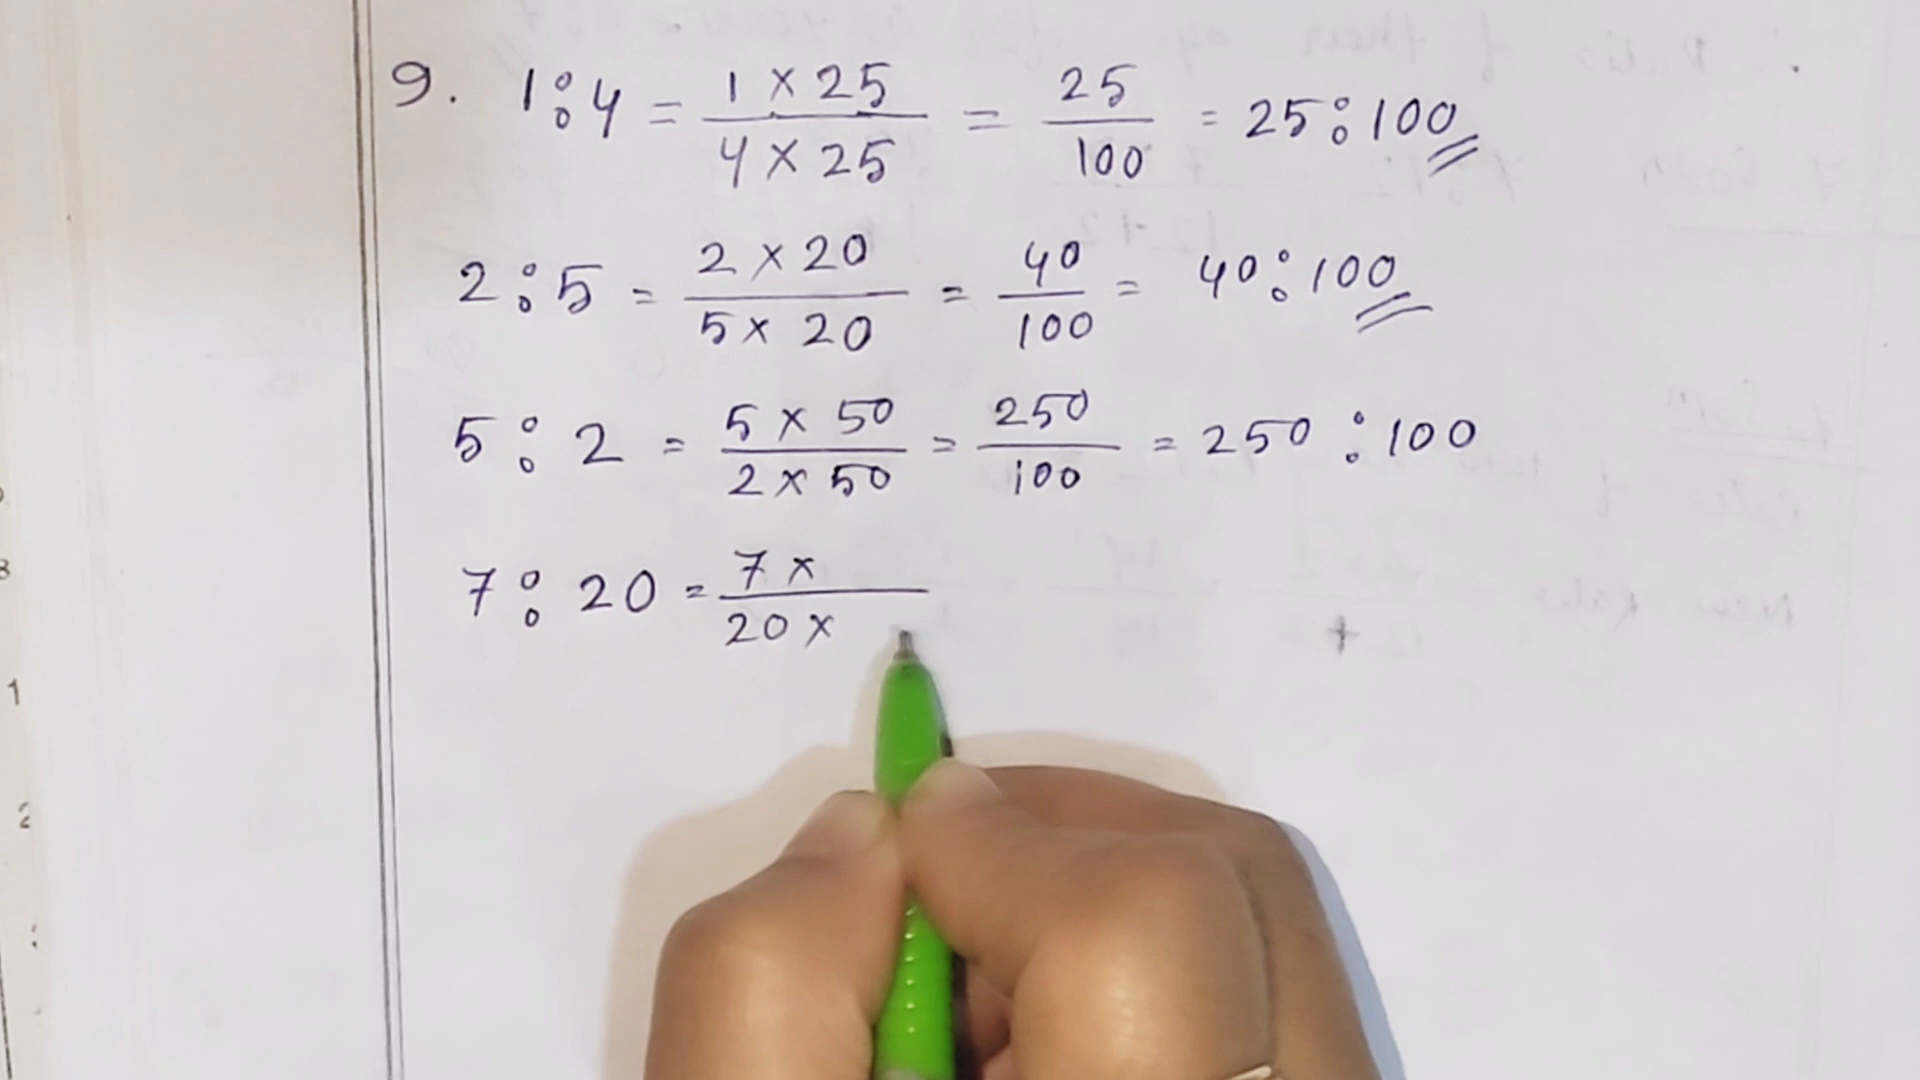 9. 1:4 = 1 x 25 / 4 x 25 = 25 / 100 = 25:100
2:5 = 2 x 20 / 5 x 20 = 40 / 100 = 40:100
5:2 = 5 x 50 / 2 x 50 = 250 / 100 = 250:100
7:20 = 7 x / 20 x